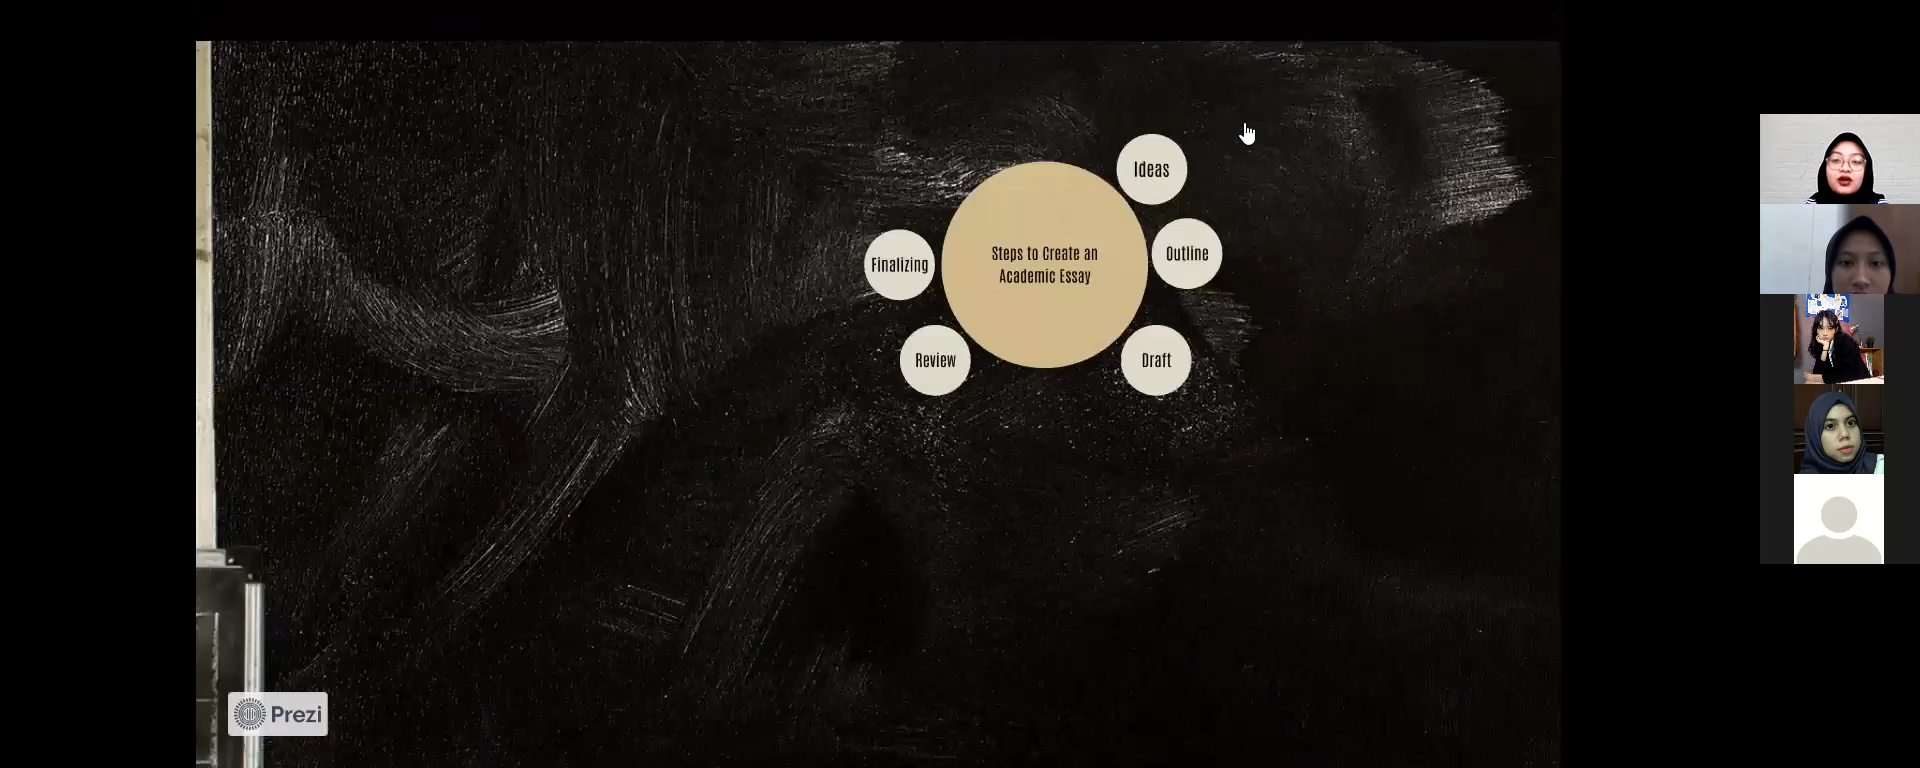 Steps to Create an
Academic Essay
Ideas
Outline
Draft
Review
Finalizing
Prezi